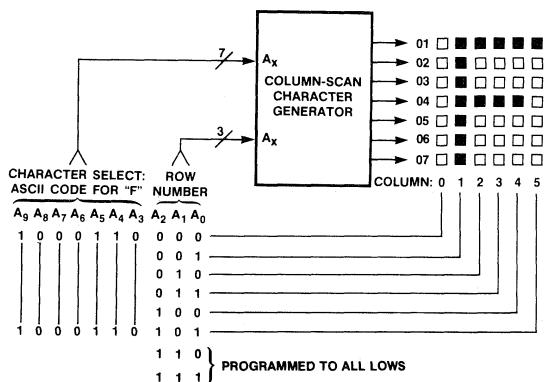 7
A_X
COLUMN-SCAN
CHARACTER
GENERATOR
3
A_X
01
02
03
04
05
06
07
COLUMN: 0 1 2 3 4 5
CHARACTER SELECT:
ASCII CODE FOR "F"
ROW
NUMBER
A9 A8 A7 A6 A5 A4 A3 A2 A1 A0
1 0 0 0 1 1 0 0 0 0
0 0 1
0 1 0
0 1 1
1 0 0
1 0 0 0 1 1 0 1 0 1
1 1 0
1 1 1
PROGRAMMED TO ALL LOWS